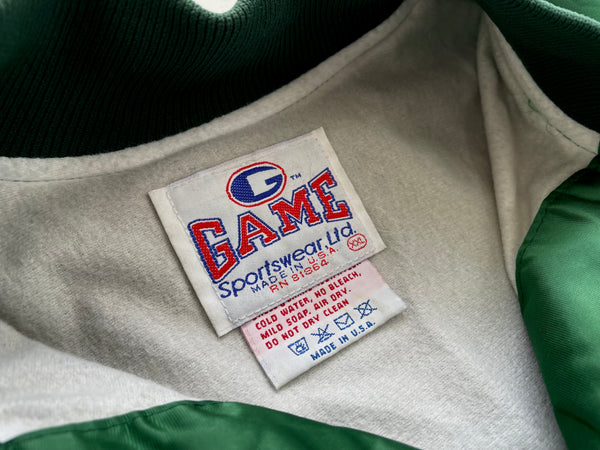 G ™
GAME
Sportswear, Ltd.
MADE IN U.S.A.
RN 81864
XXL
COLD WATER, NO BLEACH,
MILD SOAP. AIR DRY.
DO NOT DRY CLEAN
MADE IN U.S.A.